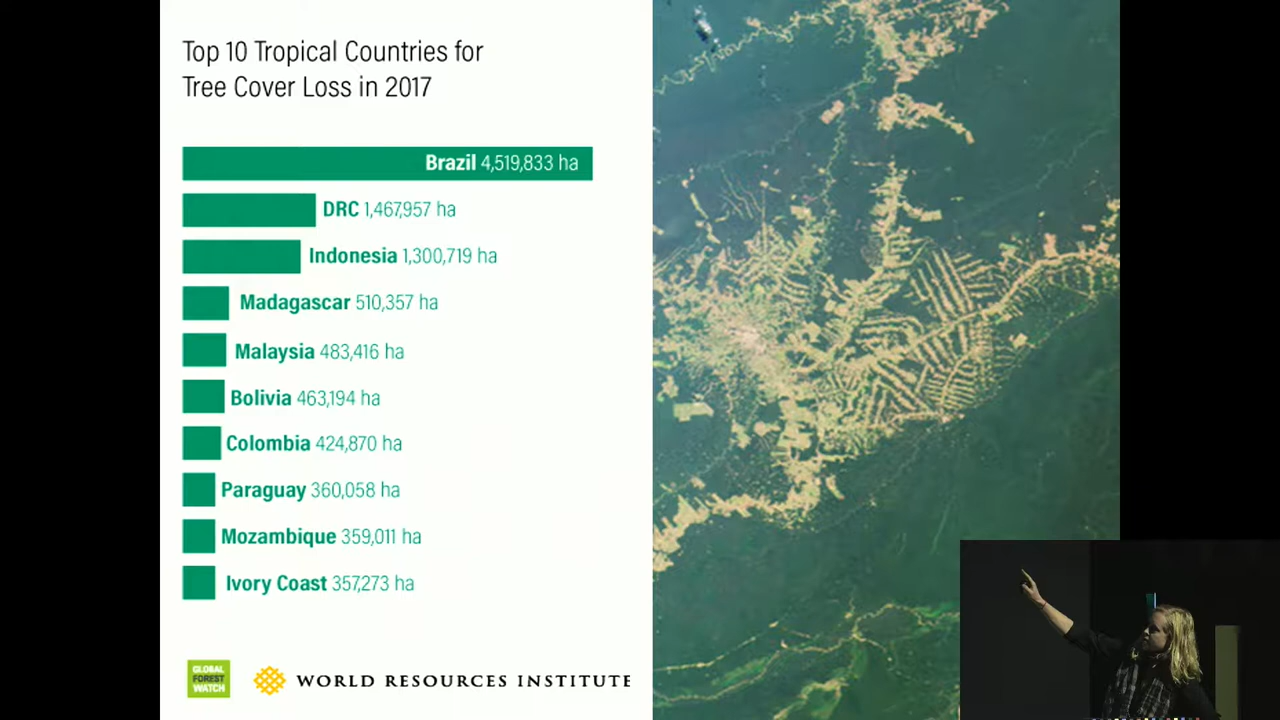 Top 10 Tropical Countries for
Tree Cover Loss in 2017
Brazil 4,519,833 ha
DRC 1,467,957 ha
Indonesia 1,300,719 ha
Madagascar 510,357 ha
Malaysia 483,416 ha
Bolivia 463,194 ha
Colombia 424,870 ha
Paraguay 360,058 ha
Mozambique 359,011 ha
Ivory Coast 357,273 ha
GLOBAL
FOREST
WATCH
WORLD RESOURCES INSTITUTE